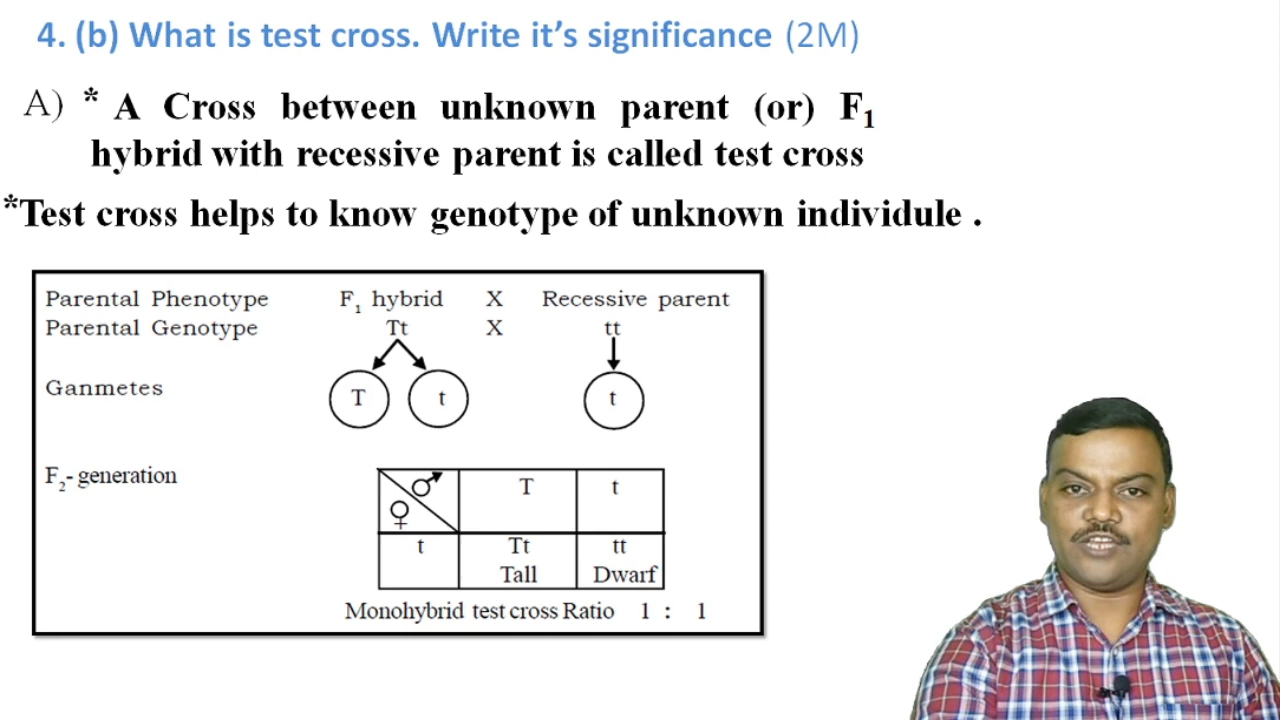 4. (b) What is test cross. Write it’s significance (2M)
A) * A Cross between unknown parent (or) F₁
hybrid with recessive parent is called test cross
*Test cross helps to know genotype of unknown individule .
Parental Phenotype F₁ hybrid X Recessive parent
Parental Genotype Tt X tt
Ganmetes T t t
F₂- generation ♂ ♀ T t
t Tt tt
Tall Dwarf
Monohybrid test cross Ratio 1 : 1